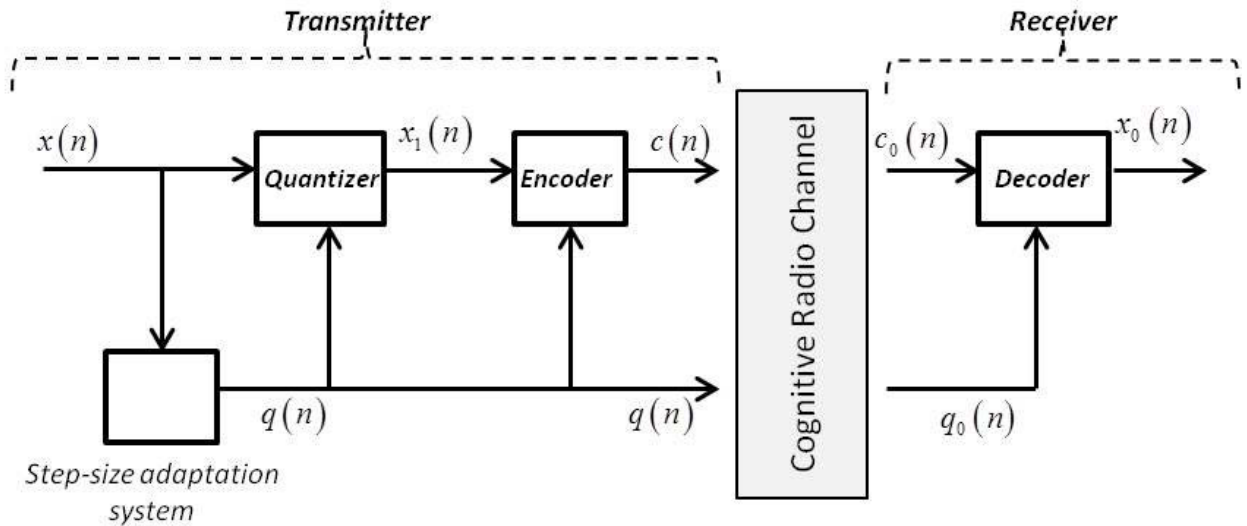 Transmitter
Receiver
x(n)
x₁(n)
c(n)
c₀(n)
x₀(n)
Quantizer
Encoder
Decoder
Cognitive Radio Channel
q(n)
q(n)
q₀(n)
Step-size adaptation
system